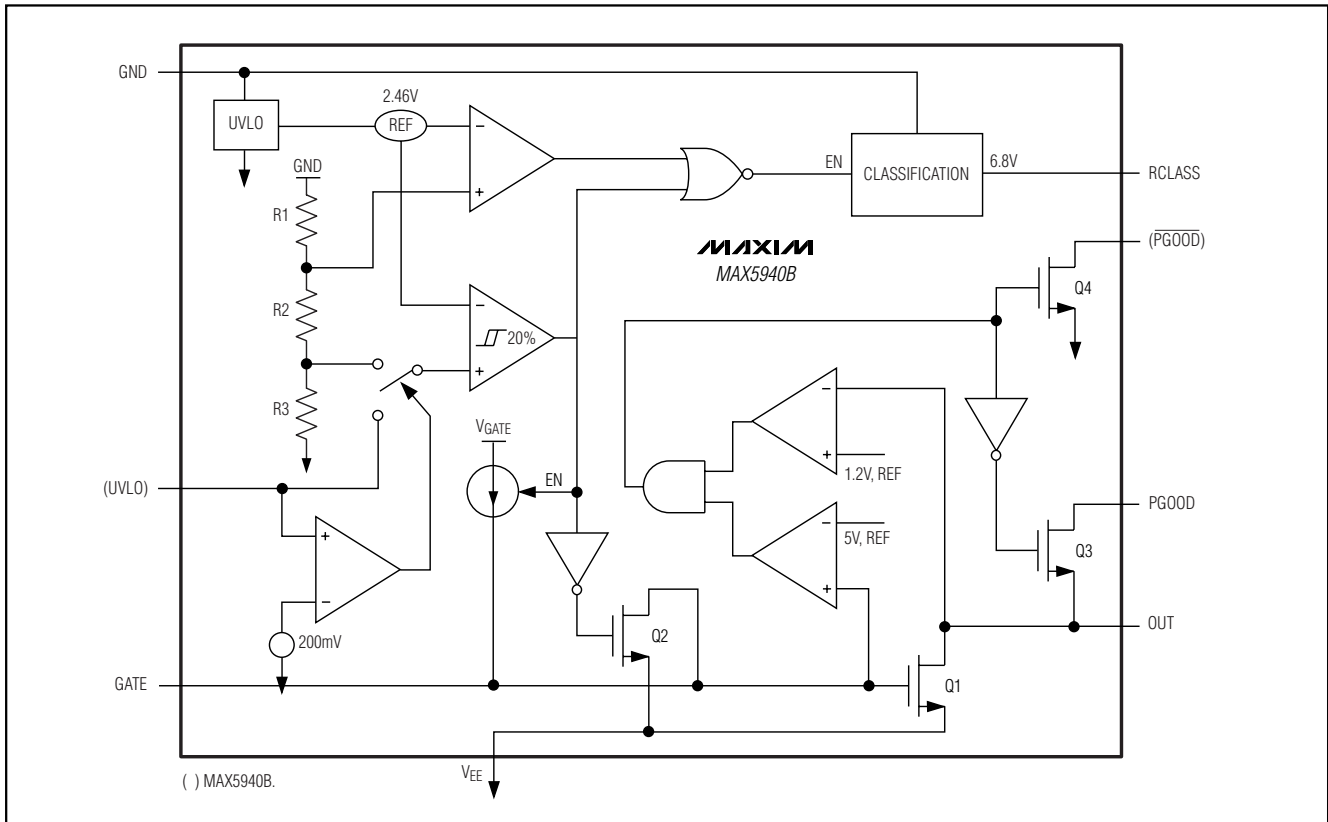 GND
2.46V
UVLO
REF
−
+
GND
R1
R2
R3
EN
CLASSIFICATION
6.8V
RCLASS
MAXIM
MAX5940B
(P̅G̅O̅O̅D̅)
Q4
−
20%
+
−
+
1.2V, REF
VGATE
EN
(UVLO)
+
−
200mV
−
5V, REF
+
PGOOD
Q3
Q2
OUT
GATE
Q1
VEE
( ) MAX5940B.